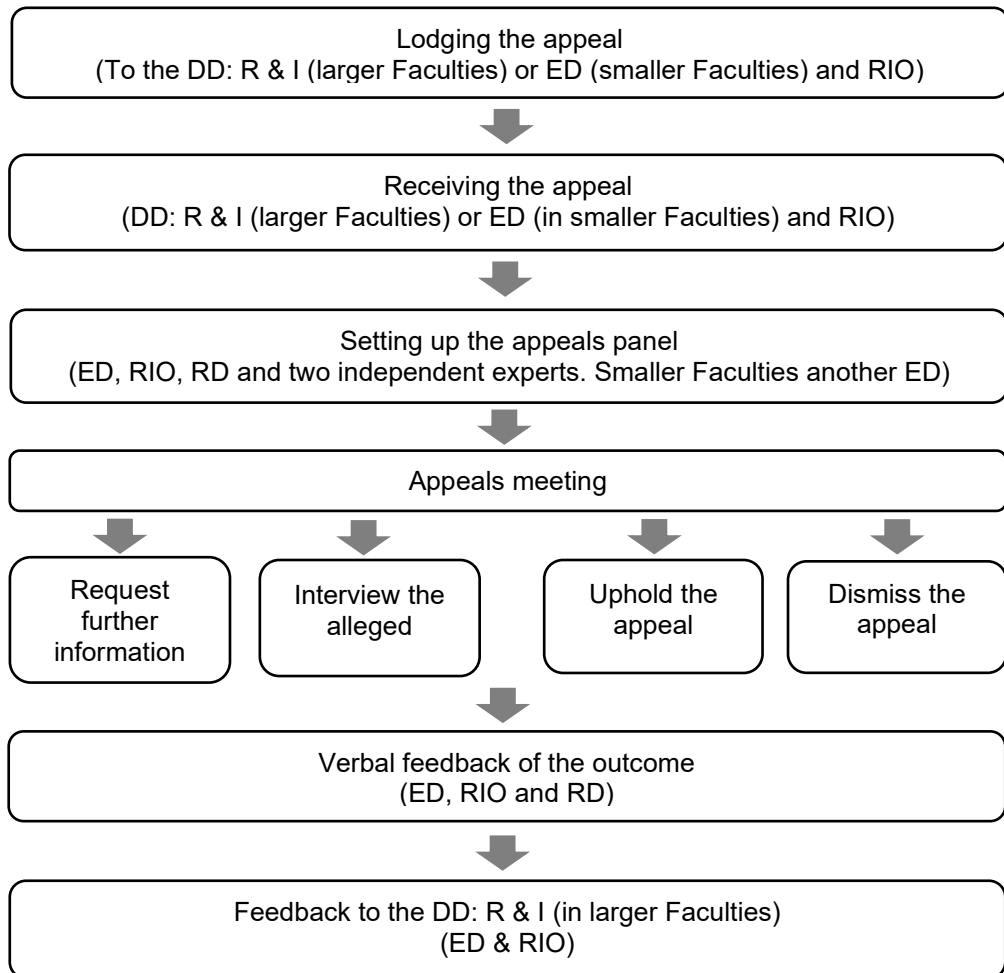 Lodging the appeal
(To the DD: R & I (larger Faculties) or ED (smaller Faculties) and RIO)
Receiving the appeal
(DD: R & I (larger Faculties) or ED (in smaller Faculties) and RIO)
Setting up the appeals panel
(ED, RIO, RD and two independent experts. Smaller Faculties another ED)
Appeals meeting
Request
further
information
Interview the
alleged
Uphold the
appeal
Dismiss the
appeal
Verbal feedback of the outcome
(ED, RIO and RD)
Feedback to the DD: R & I (in larger Faculties)
(ED & RIO)